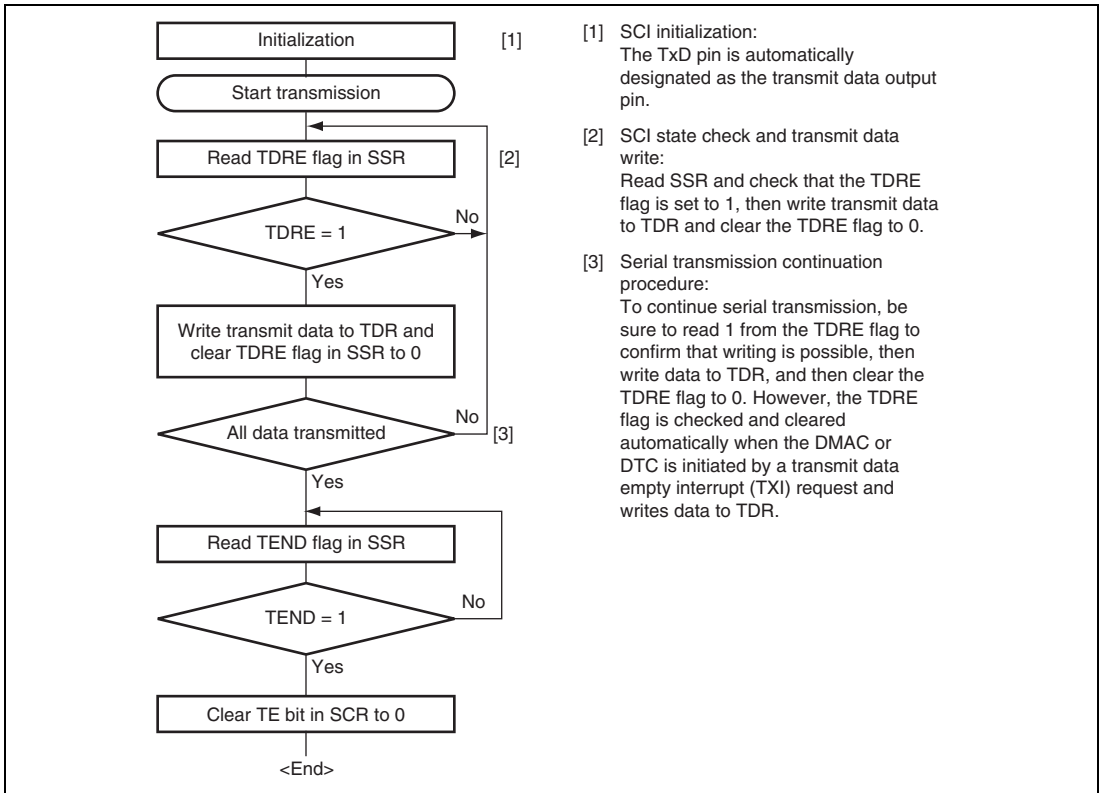 Initialization [1]
Start transmission
Read TDRE flag in SSR [2]
No
TDRE = 1
Yes
Write transmit data to TDR and
clear TDRE flag in SSR to 0
No
All data transmitted [3]
Yes
Read TEND flag in SSR
No
TEND = 1
Yes
Clear TE bit in SCR to 0
<End>
[1] SCI initialization:
The TxD pin is automatically
designated as the transmit data output
pin.
[2] SCI state check and transmit data
write:
Read SSR and check that the TDRE
flag is set to 1, then write transmit data
to TDR and clear the TDRE flag to 0.
[3] Serial transmission continuation
procedure:
To continue serial transmission, be
sure to read 1 from the TDRE flag to
confirm that writing is possible, then
write data to TDR, and then clear the
TDRE flag to 0. However, the TDRE
flag is checked and cleared
automatically when the DMAC or
DTC is initiated by a transmit data
empty interrupt (TXI) request and
writes data to TDR.